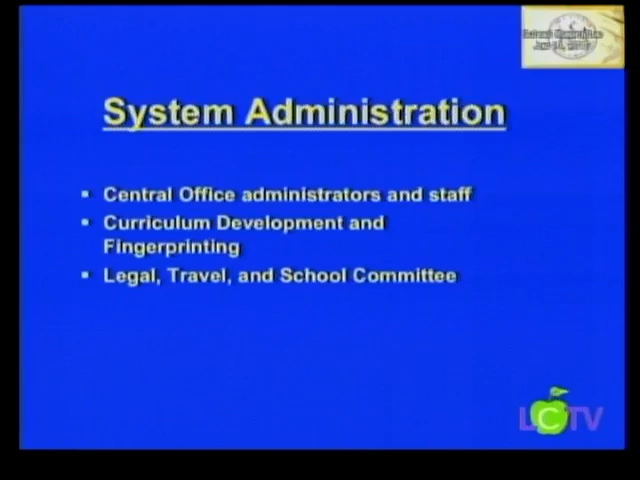 System Administration
Central Office administrators and staff
Curriculum Development and
Fingerprinting
Legal, Travel, and School Committee
LCTV